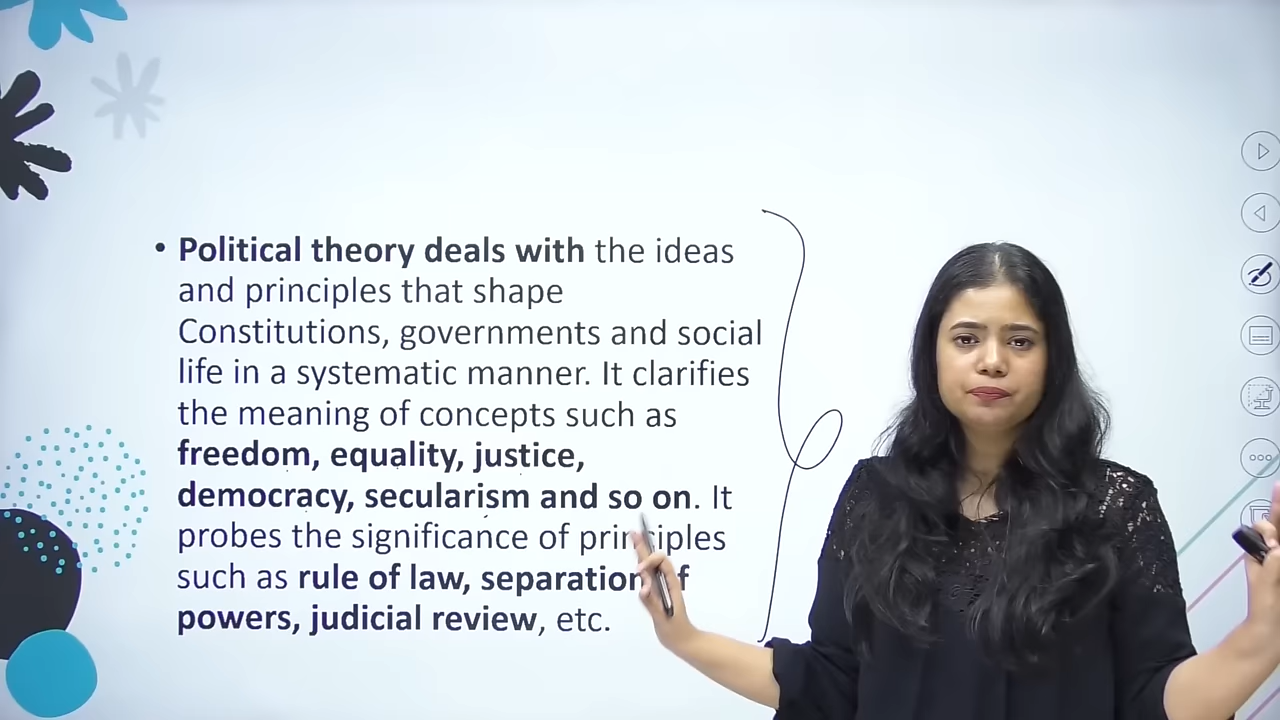 • Political theory deals with the ideas
and principles that shape
Constitutions, governments and social
life in a systematic manner. It clarifies
the meaning of concepts such as
freedom, equality, justice,
democracy, secularism and so on. It
probes the significance of principles
such as rule of law, separation of
powers, judicial review, etc.